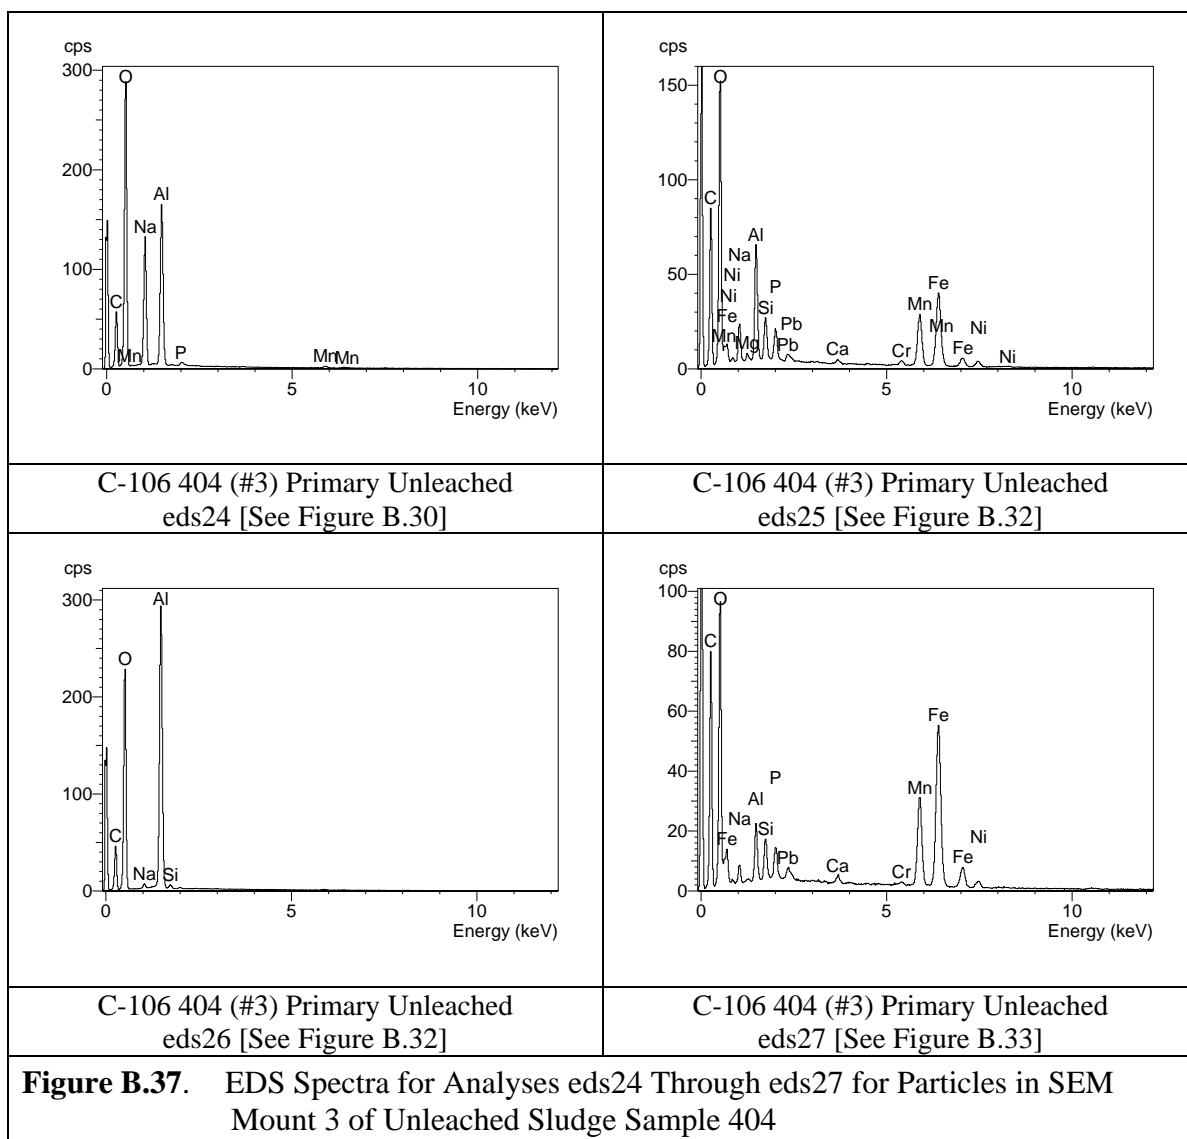 cps
300
200
100
0
O
Al
Na
C
Mn
P
Mn
Mn
0
5
10
Energy (keV)
C-106 404 (#3) Primary Unleached
eds24 [See Figure B.30]
cps
150
100
50
0
O
C
Na
Al
Ni
P
Ni
Si
Fe
Pb
Mn
Mg
Pb
Ca
Cr
Mn
Fe
Mn
Ni
Fe
Ni
0
5
10
Energy (keV)
C-106 404 (#3) Primary Unleached
eds25 [See Figure B.32]
cps
300
200
100
0
Al
O
C
Na
Si
0
5
10
Energy (keV)
C-106 404 (#3) Primary Unleached
eds26 [See Figure B.32]
cps
100
80
60
40
20
0
O
C
Fe
P
Mn
Al
Na
Si
Fe
Ni
Pb
Ca
Cr
Fe
0
5
10
Energy (keV)
C-106 404 (#3) Primary Unleached
eds27 [See Figure B.33]
Figure B.37. EDS Spectra for Analyses eds24 Through eds27 for Particles in SEM
Mount 3 of Unleached Sludge Sample 404